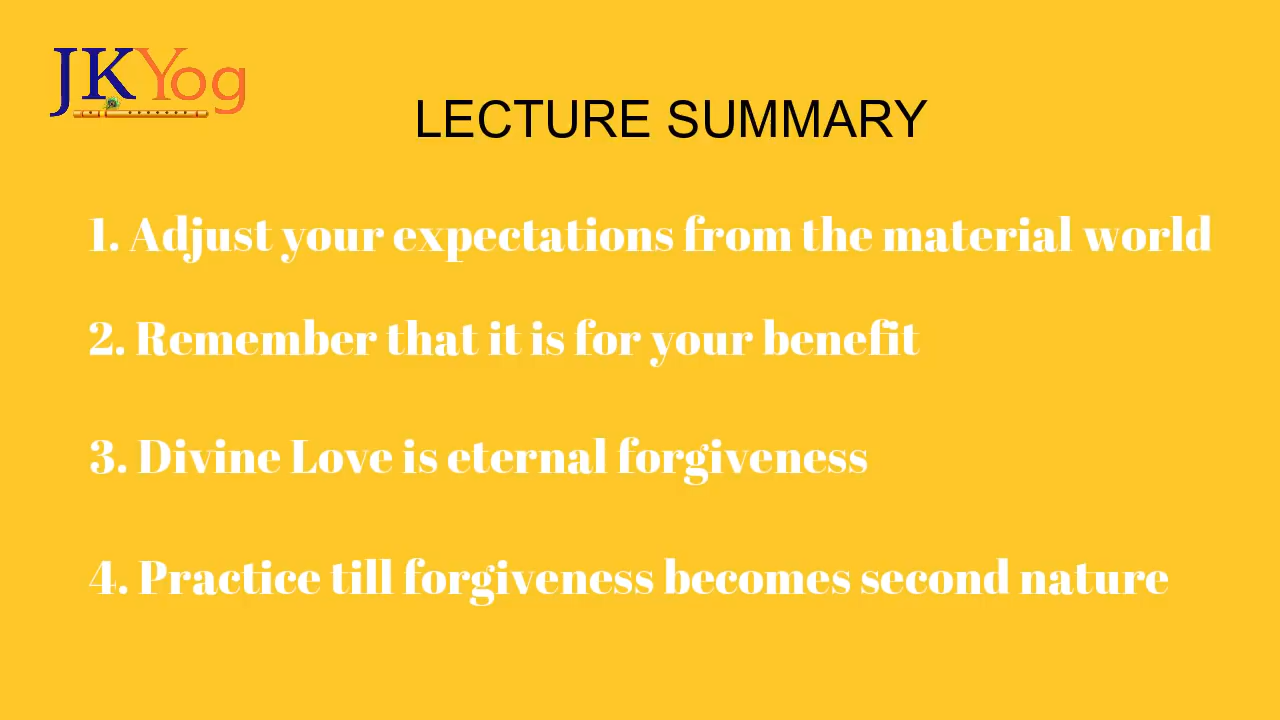 JKYog
LECTURE SUMMARY
1. Adjust your expectations from the material world
2. Remember that it is for your benefit
3. Divine Love is eternal forgiveness
4. Practice till forgiveness becomes second nature